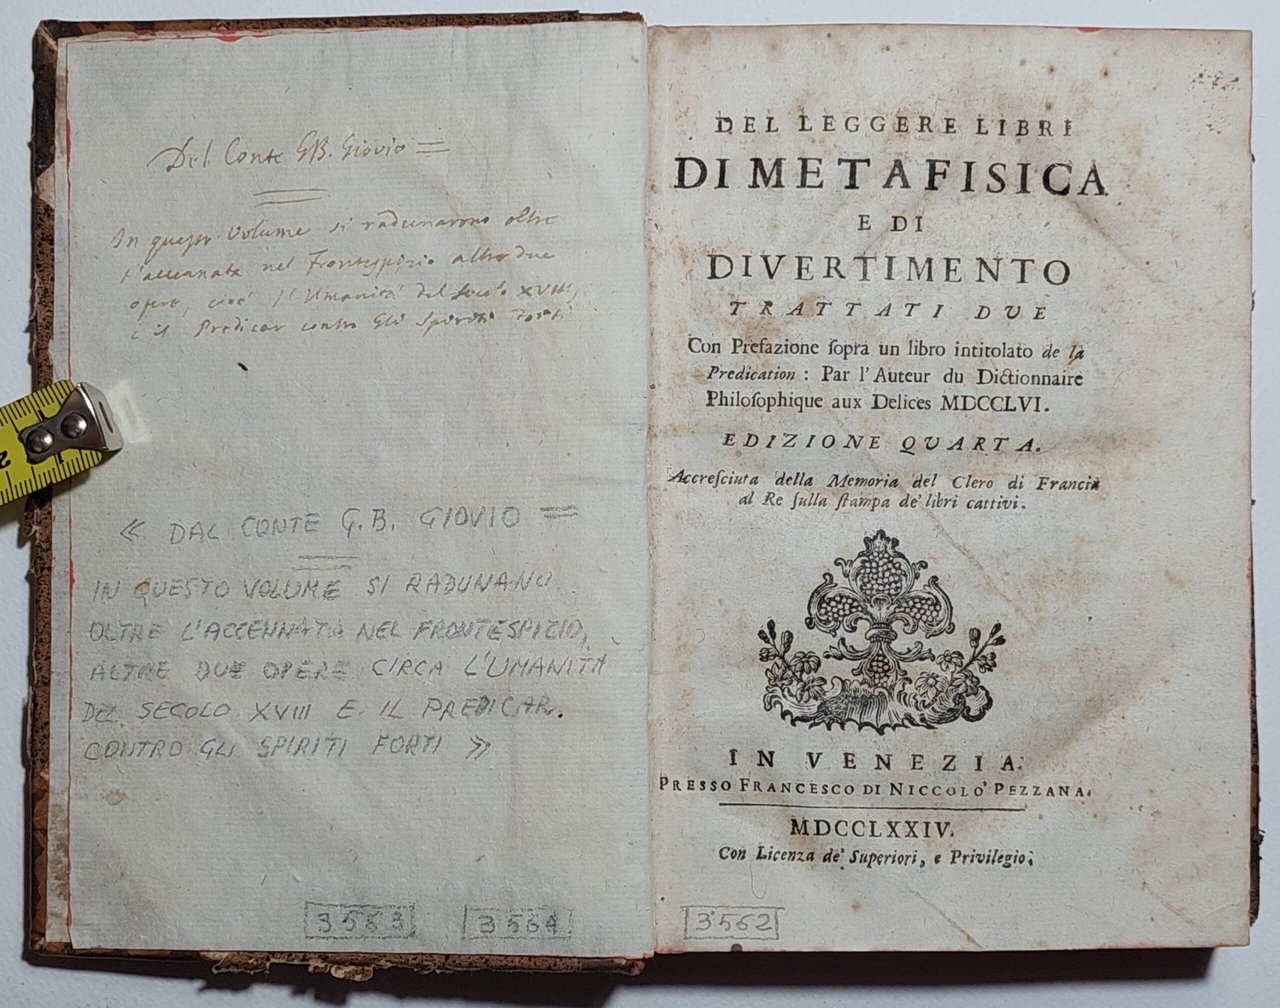 Del Conte GB. Giovio =
In questo Volume si radunarono oltre
l'accennata nel Frontispizio altre due
opere, cioè l'Umanità del Secolo XVIII,
e il Predicar contro Gli Spiriti Forti
« DAL CONTE G. B. GIOVIO =
IN QUESTO VOLUME SI RADUNANO
OLTRE L'ACCENNATA NEL FRONTESPIZIO,
ALTRE DUE OPERE CIRCA L'UMANITÀ
DEL SECOLO XVIII E IL PREDICAR
CONTRO GLI SPIRITI FORTI »
3563 3564
DEL LEGGERE LIBRI
DI METAFISICA
E DI
DIVERTIMENTO
TRATTATI DUE
Con Prefazione ſopra un libro intitolato de la
Predication : Par l'Auteur du Dictionnaire
Philoſophique aux Delices MDCCLVI.
EDIZIONE QUARTA.
Accreſciuta della Memoria del Clero di Francia
al Re ſulla ſtampa de' libri cattivi.
IN VENEZIA.
PRESSO FRANCESCO DI NICCOLO' PEZZANA.
MDCCLXXIV.
Con Licenza de' Superiori, e Privilegio.
3562
2